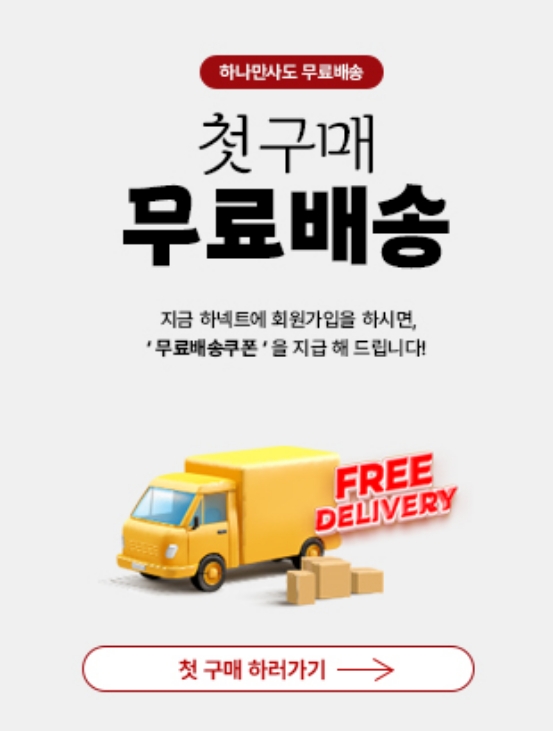 하나만사도 무료배송
첫구매
무료배송
지금 하넥트에 회원가입을 하시면,
' 무료배송쿠폰 ' 을 지급 해 드립니다!
FREE
DELIVERY
첫 구매 하러가기